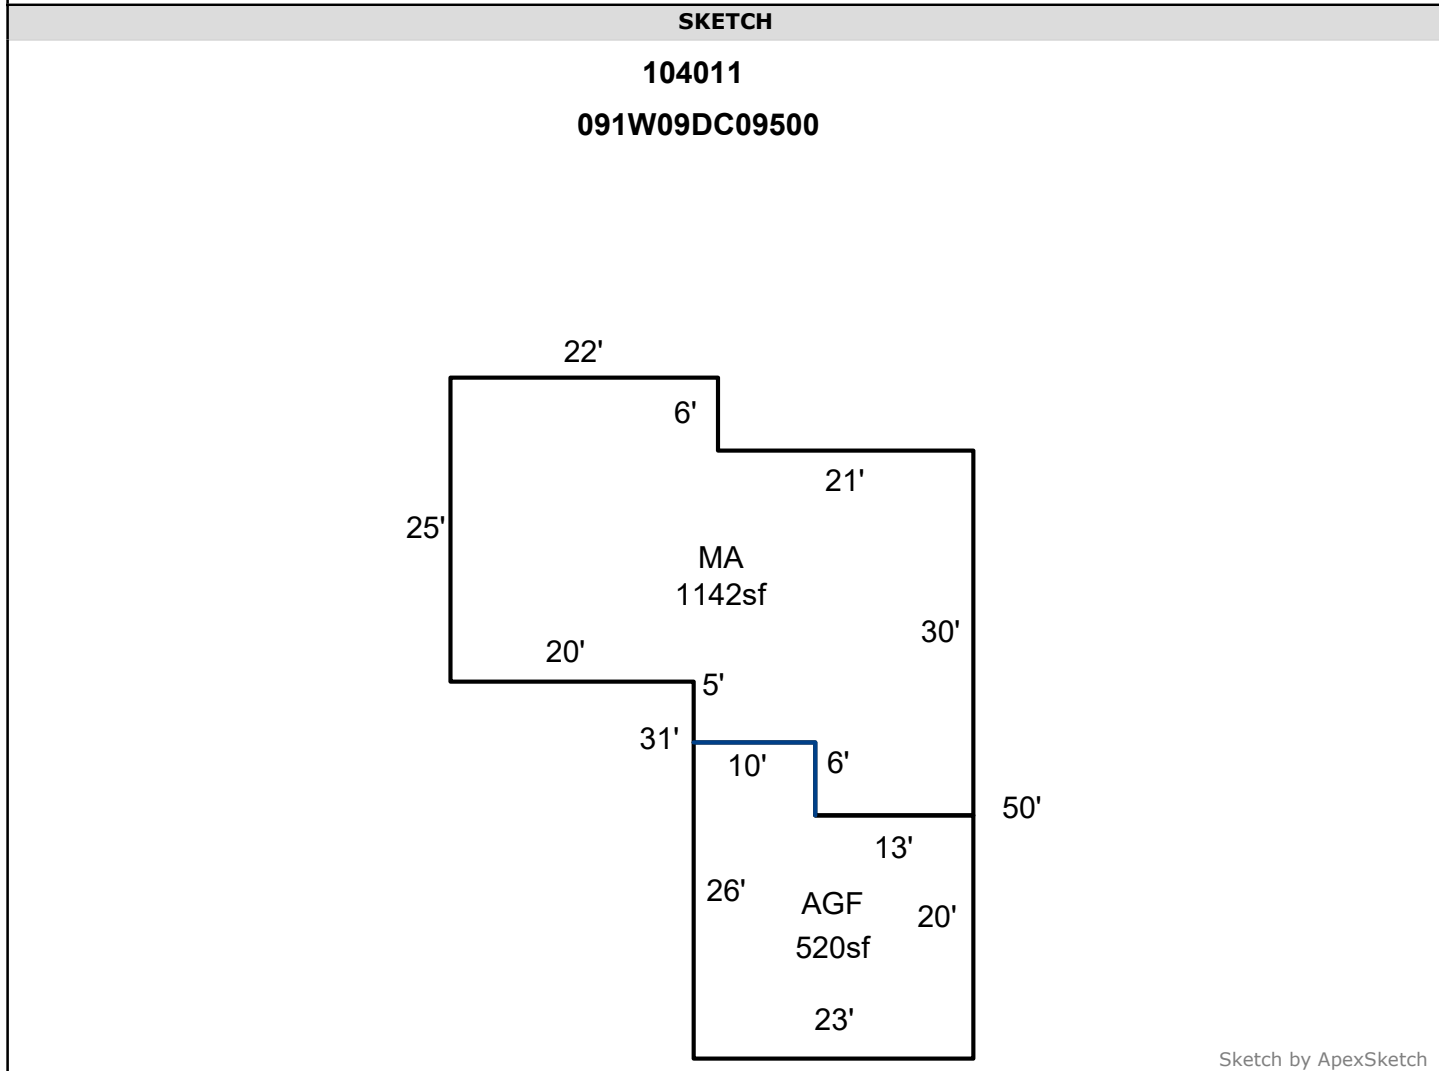 SKETCH
104011
091W09DC09500
22'
6'
21'
25'
MA
1142sf
30'
20'
5'
31'
10'
6'
50'
13'
26'
AGF
20'
520sf
23'
Sketch by ApexSketch